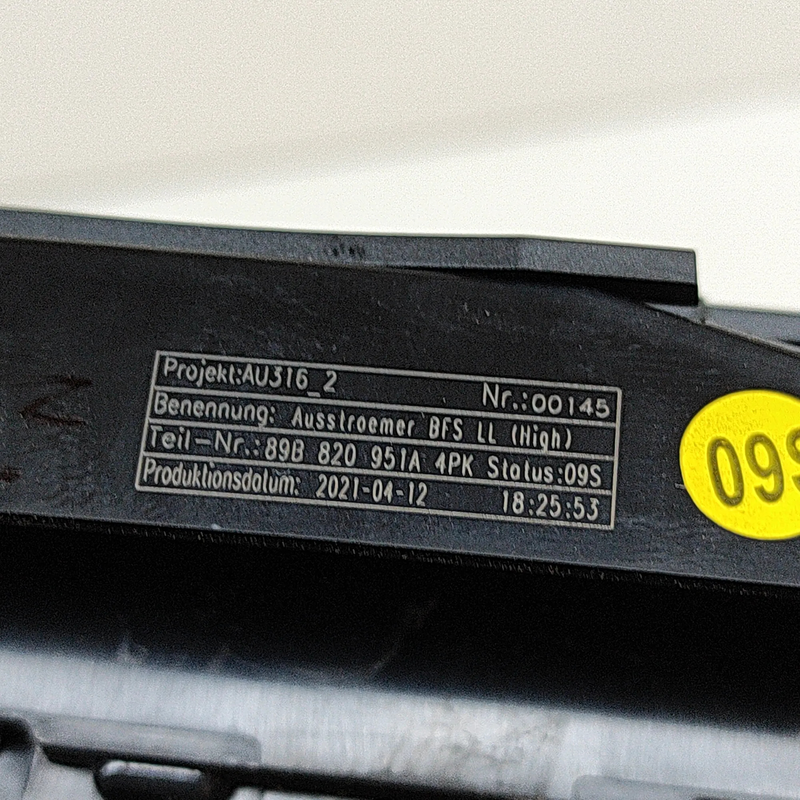 Projekt:AU316_2 Nr.:00145
Benennung: Ausstroemer BFS LL (High)
Teil-Nr.:89B 820 951A 4PK Status:09S
Produktionsdatum: 2021-04-12 18:25:53
09S